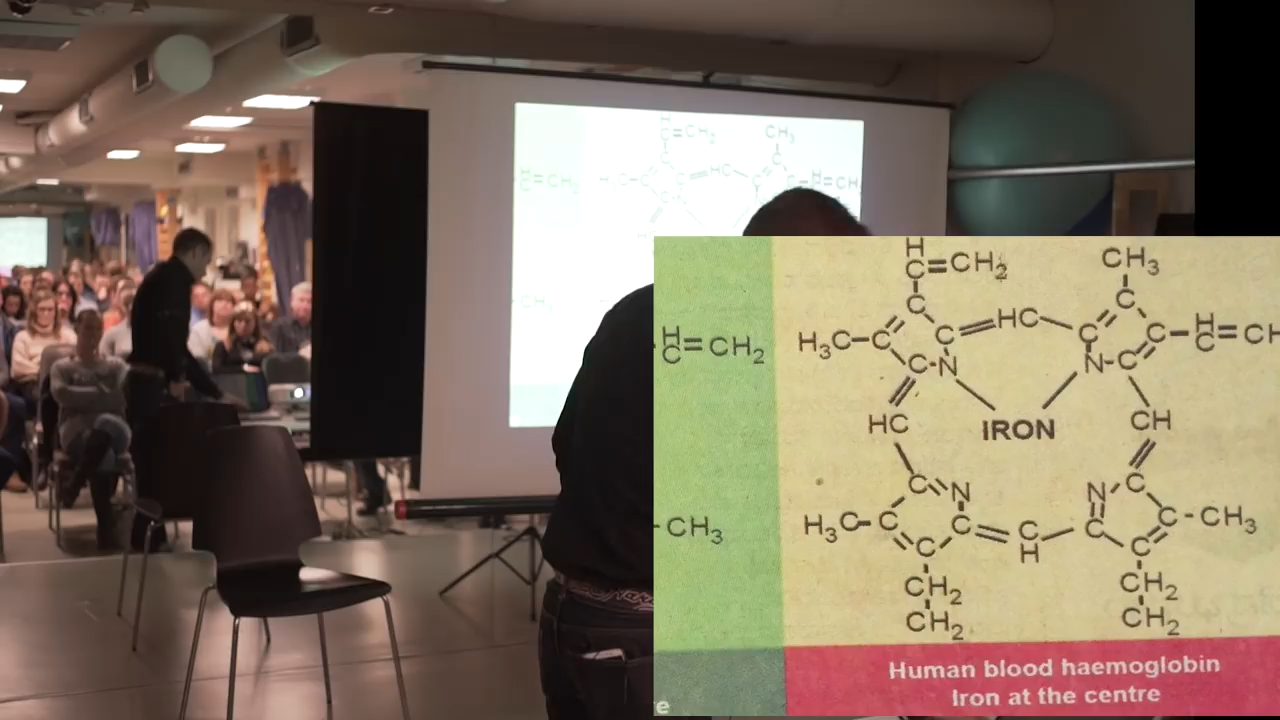 H
C=CH₂
CH₃
H₃C-C
C=HC-C
C-H
C=CH
H
C=CH₂
C-N
N-C
HC
IRON
CH
C=N
N
C
CH₃
H₃C-C
C=C
H
C
C-CH₃
C
C
CH₂
CH₂
CH₂
CH₂
Human blood haemoglobin
Iron at the centre
e